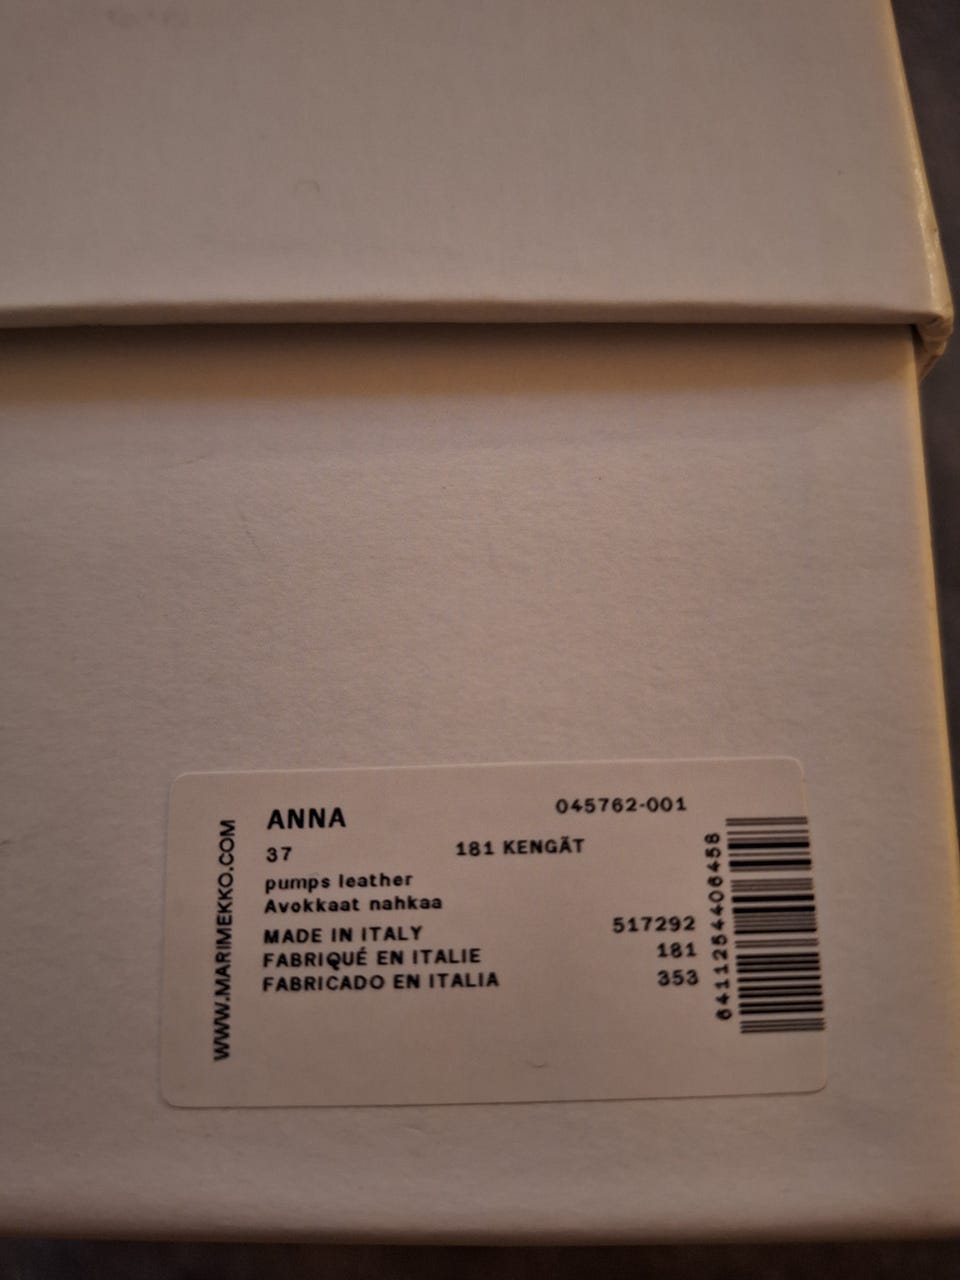 ANNA
045762-001
37
181 KENGÄT
pumps leather
Avokkaat nahkaa
MADE IN ITALY
517292
FABRIQUÉ EN ITALIE
181
FABRICADO EN ITALIA
353
WWW.MARIMEKKO.COM
6411254406458